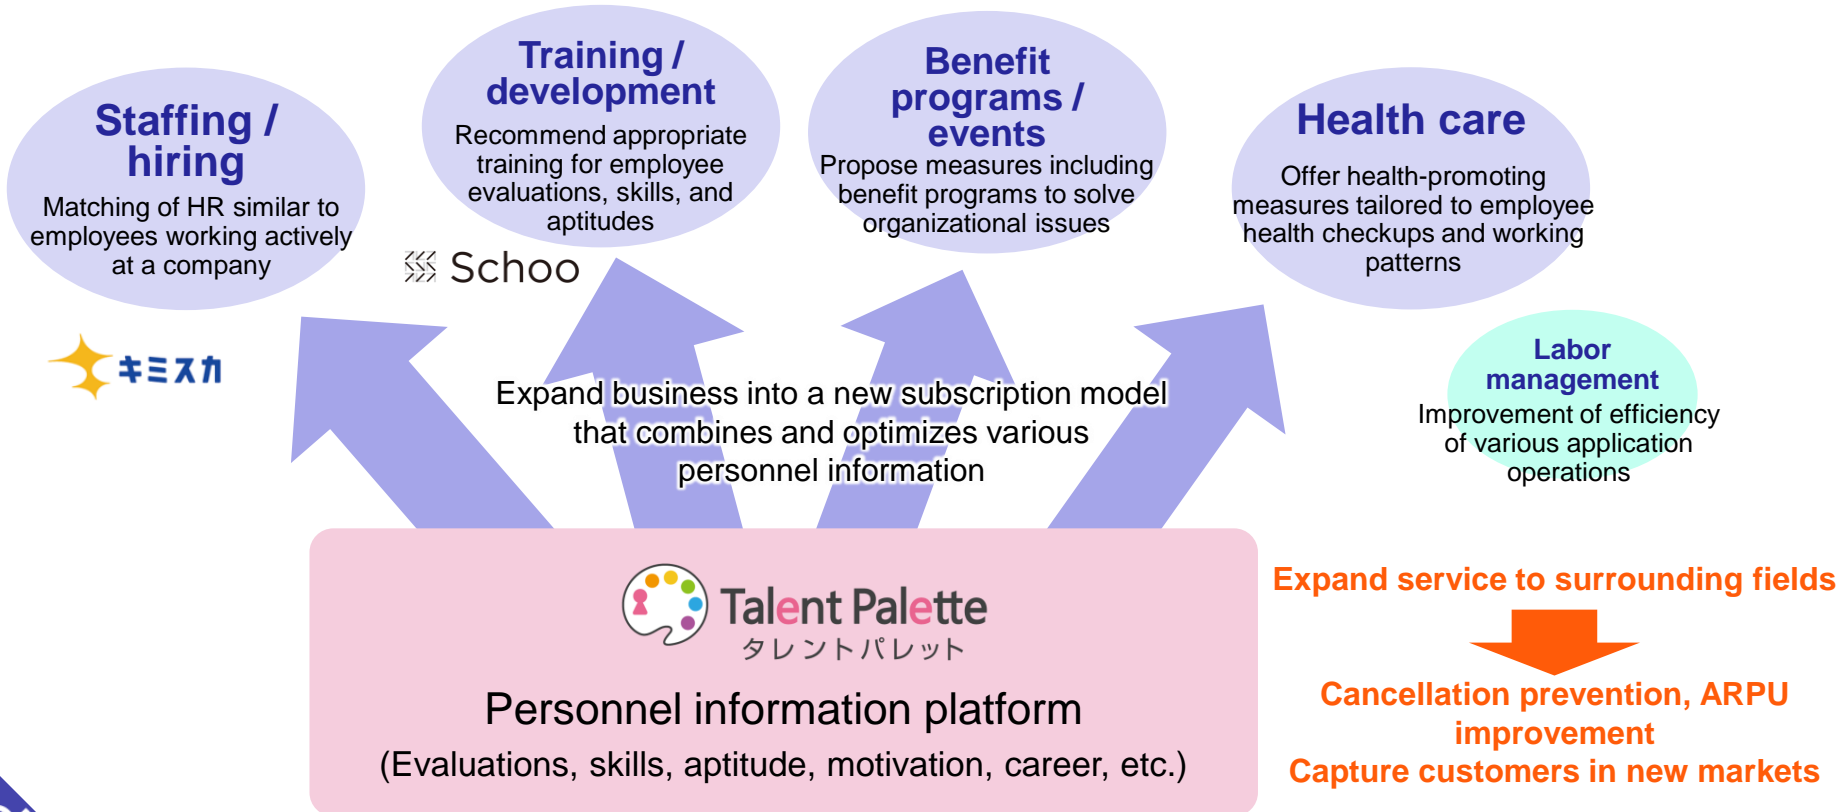 Staffing /
hiring
Matching of HR similar to
employees working actively
at a company
キミスカ
Training /
development
Recommend appropriate
training for employee
evaluations, skills, and
aptitudes
Schoo
Benefit
programs /
events
Propose measures including
benefit programs to solve
organizational issues
Health care
Offer health-promoting
measures tailored to employee
health checkups and working
patterns
Labor
management
Improvement of efficiency
of various application
operations
Expand business into a new subscription model
that combines and optimizes various
personnel information
Talent Palette
タレントパレット
Personnel information platform
(Evaluations, skills, aptitude, motivation, career, etc.)
Expand service to surrounding fields
Cancellation prevention, ARPU
improvement
Capture customers in new markets